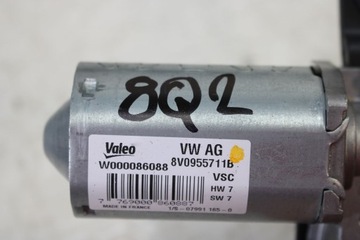 8Q2
Valeo VW AG
W000086088 8V0955711B
VSC
HW 7
SW 7
MADE IN FRANCE